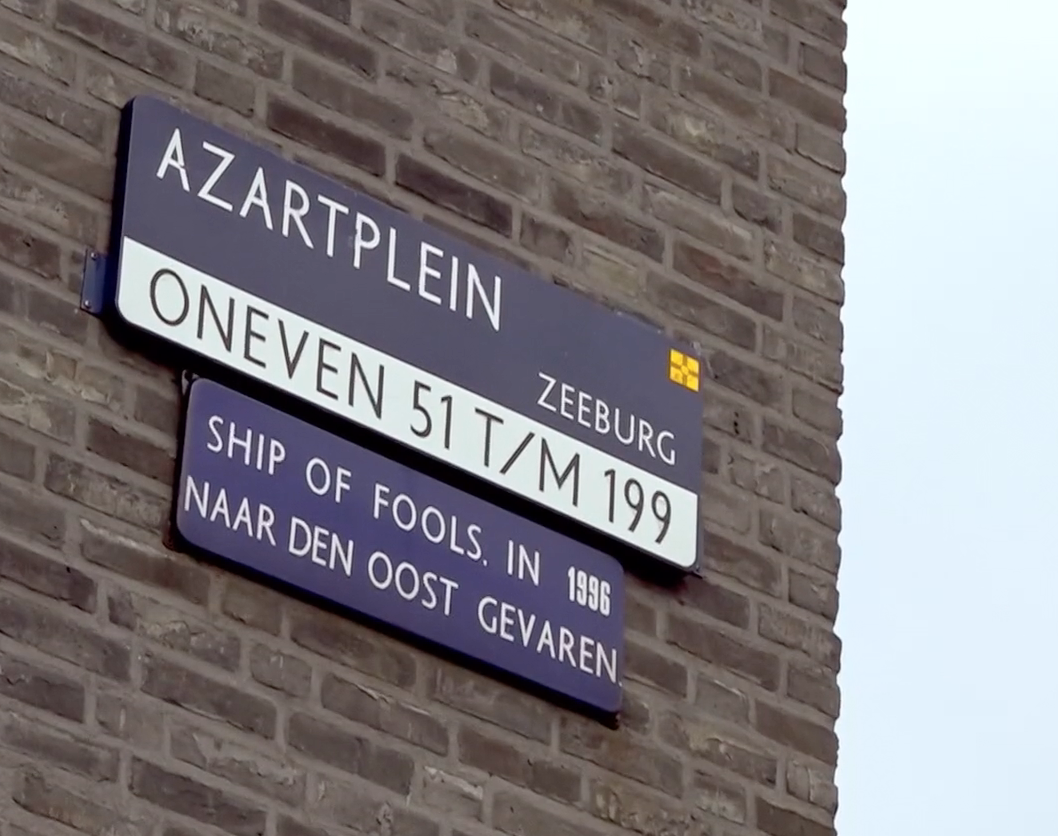 AZARTPLEIN
ZEEBURG
ONEVEN 51 T/M 199
SHIP OF FOOLS. IN 1996
NAAR DEN OOST GEVAREN.